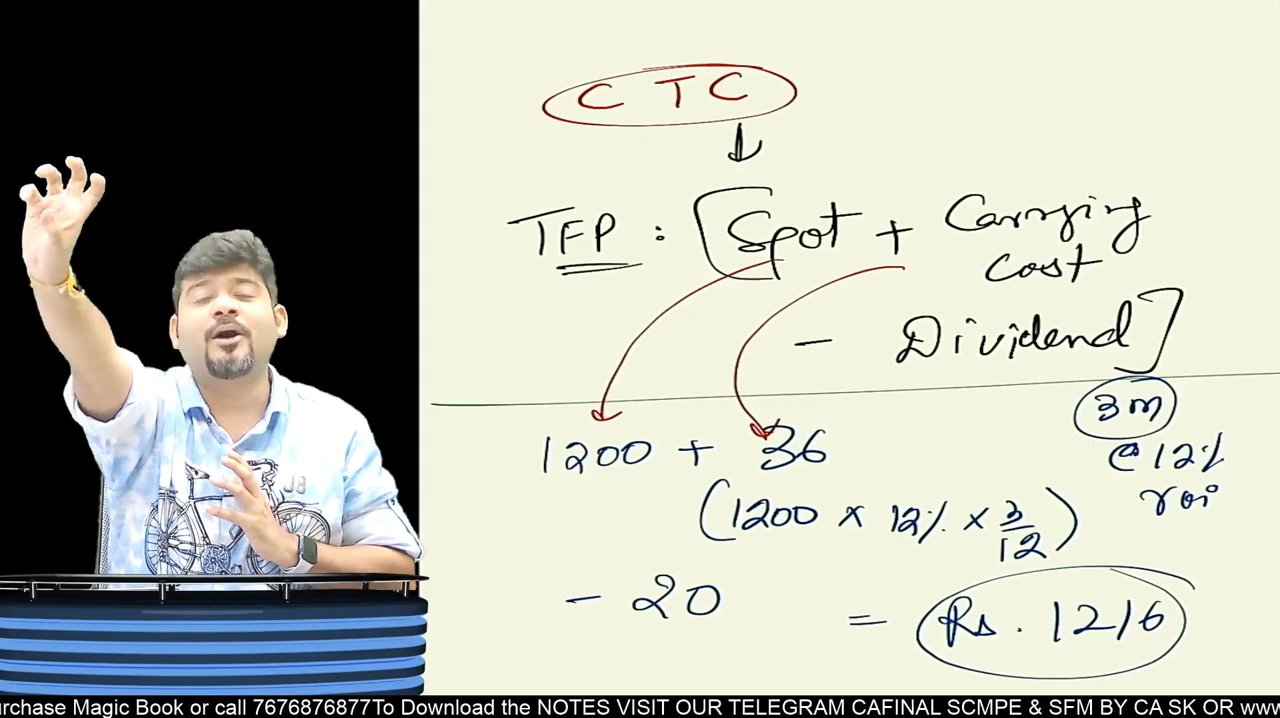 CTC
↓
TFP : [Spot + Carrying
cost
- Dividend]
3m
@ 12%
roi
1200 + 36
(1200 × 12% × 3/12)
- 20 = Rs. 1216
JB
urchase Magic Book or call 7676876877To Download the NOTES VISIT OUR TELEGRAM CAFINAL SCMPE & SFM BY CA SK OR www